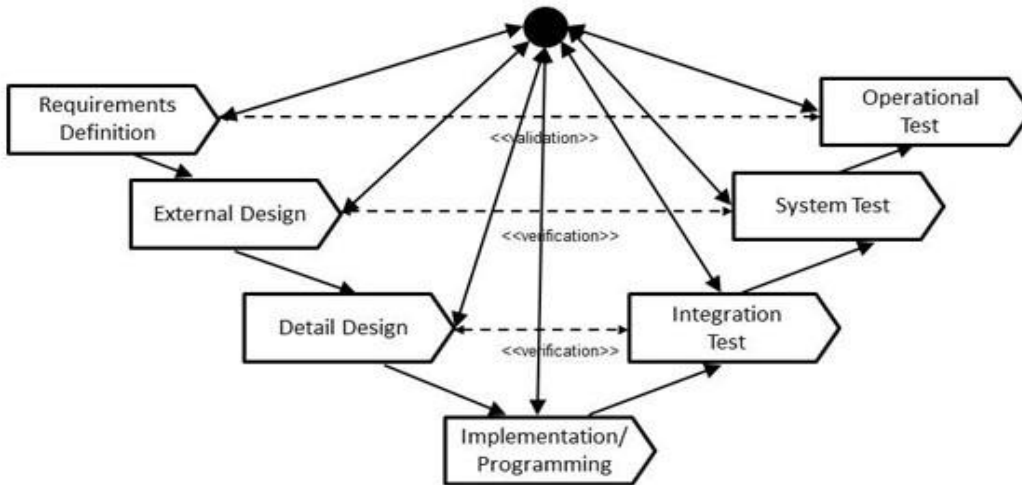 Requirements
Definition
Operational
Test
<<validation>>
External Design
System Test
<<verification>>
Detail Design
Integration
Test
<<verification>>
Implementation/
Programming